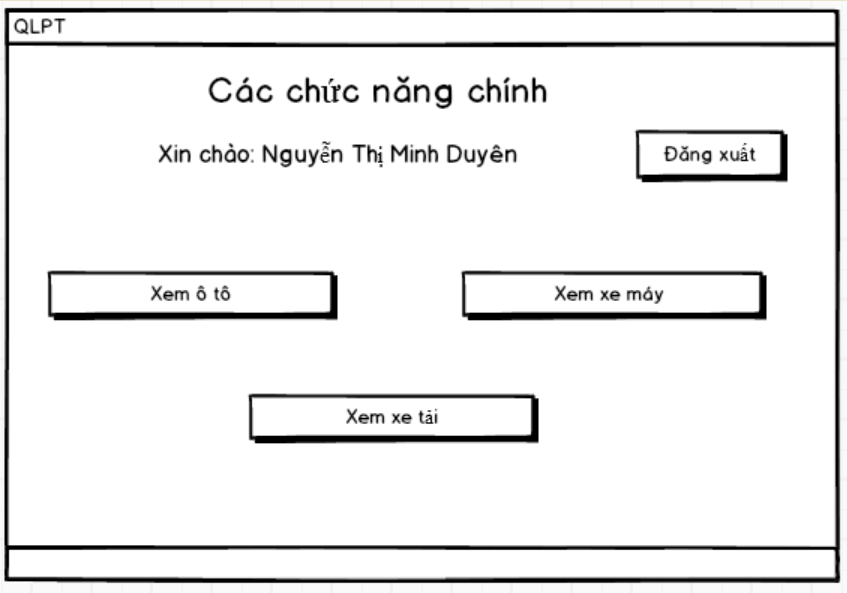 QLPT
Các chức năng chính
Xin chào: Nguyễn Thị Minh Duyên
Đăng xuất
Xem ô tô
Xem xe máy
Xem xe tải